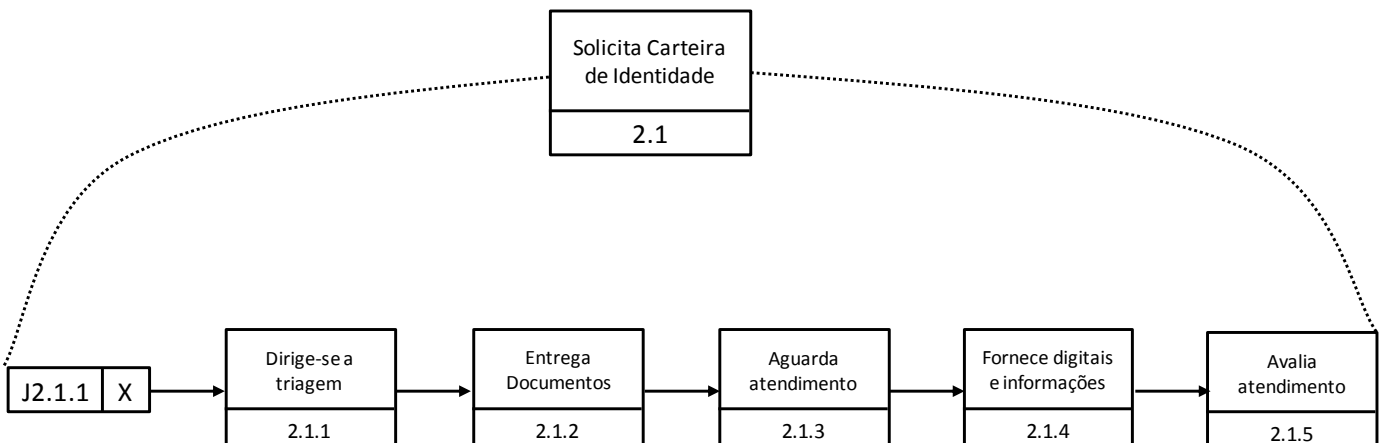 Solicita Carteira
de Identidade
2.1
J2.1.1 X
Dirige-se a
triagem
2.1.1
Entrega
Documentos
2.1.2
Aguarda
atendimento
2.1.3
Fornece digitais
e informações
2.1.4
Avalia
atendimento
2.1.5